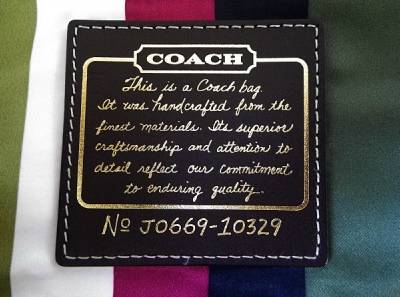 COACH
This is a Coach bag.
It was handcrafted from the
finest materials. Its superior
craftsmanship and attention to
detail reflect our commitment
to enduring quality.
Nº J0669-10329